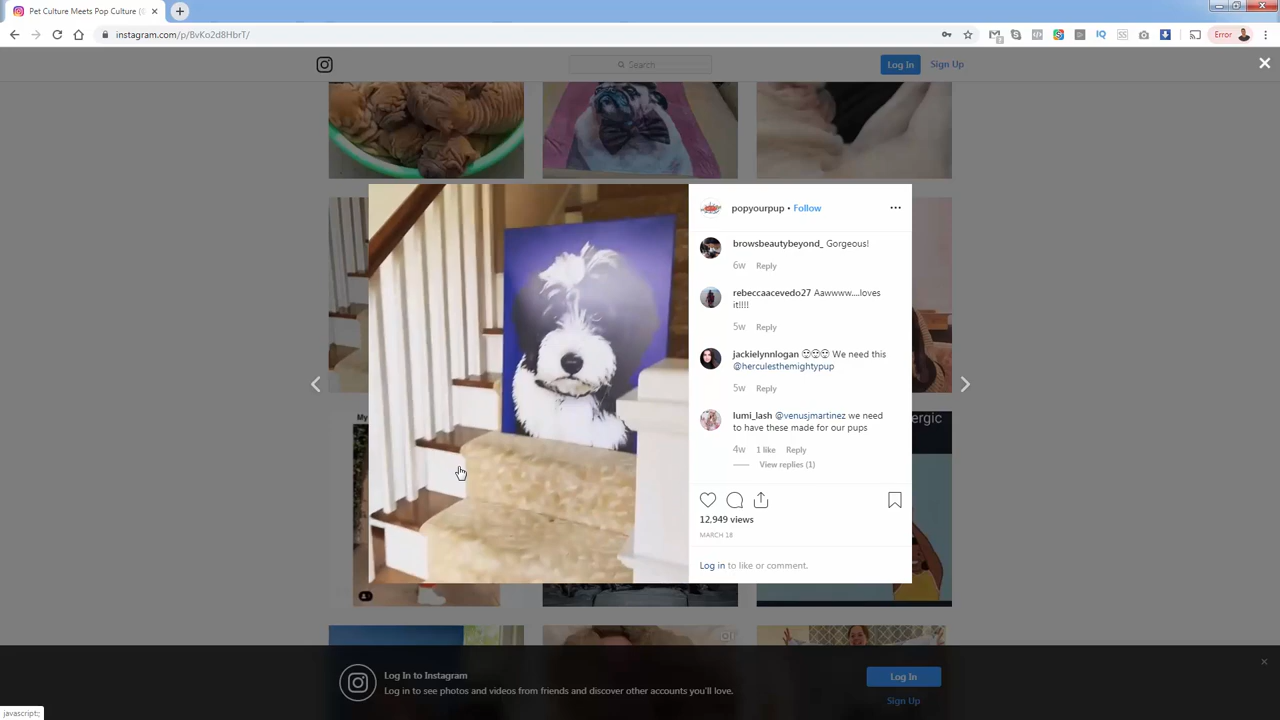 Pet Culture Meets Pop Culture (
instagram.com/p/BvKo2d8HbrT/
Error
Search
Log In
Sign Up
popyourpup • Follow
browsbeautybeyond_ Gorgeous!
6w Reply
rebeccaacevedo27 Aawwww....loves
it!!!!
5w Reply
jackielynnlogan We need this
@herculesthemightypup
5w Reply
lumi_lash @venusjmartinez we need
to have these made for our pups
4w 1 like Reply
View replies (1)
12,949 views
MARCH 18
Log in to like or comment.
My
ergic
Log In to Instagram
Log in to see photos and videos from friends and discover other accounts you'll love.
Log In
Sign Up
javascript:;